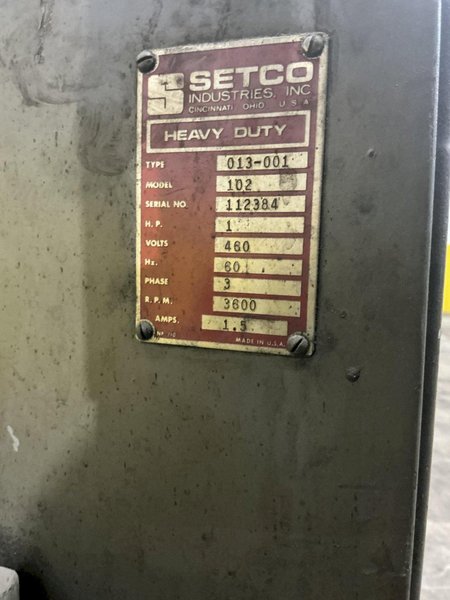 S SETCO
INDUSTRIES, INC
CINCINNATI OHIO U.S.A
HEAVY DUTY
TYPE 013-001
MODEL 102
SERIAL NO. 112384
H. P. 1
VOLTS 460
Hz. 60
PHASE 3
R. P. M. 3600
AMPS. 1.5
MADE IN U.S.A.